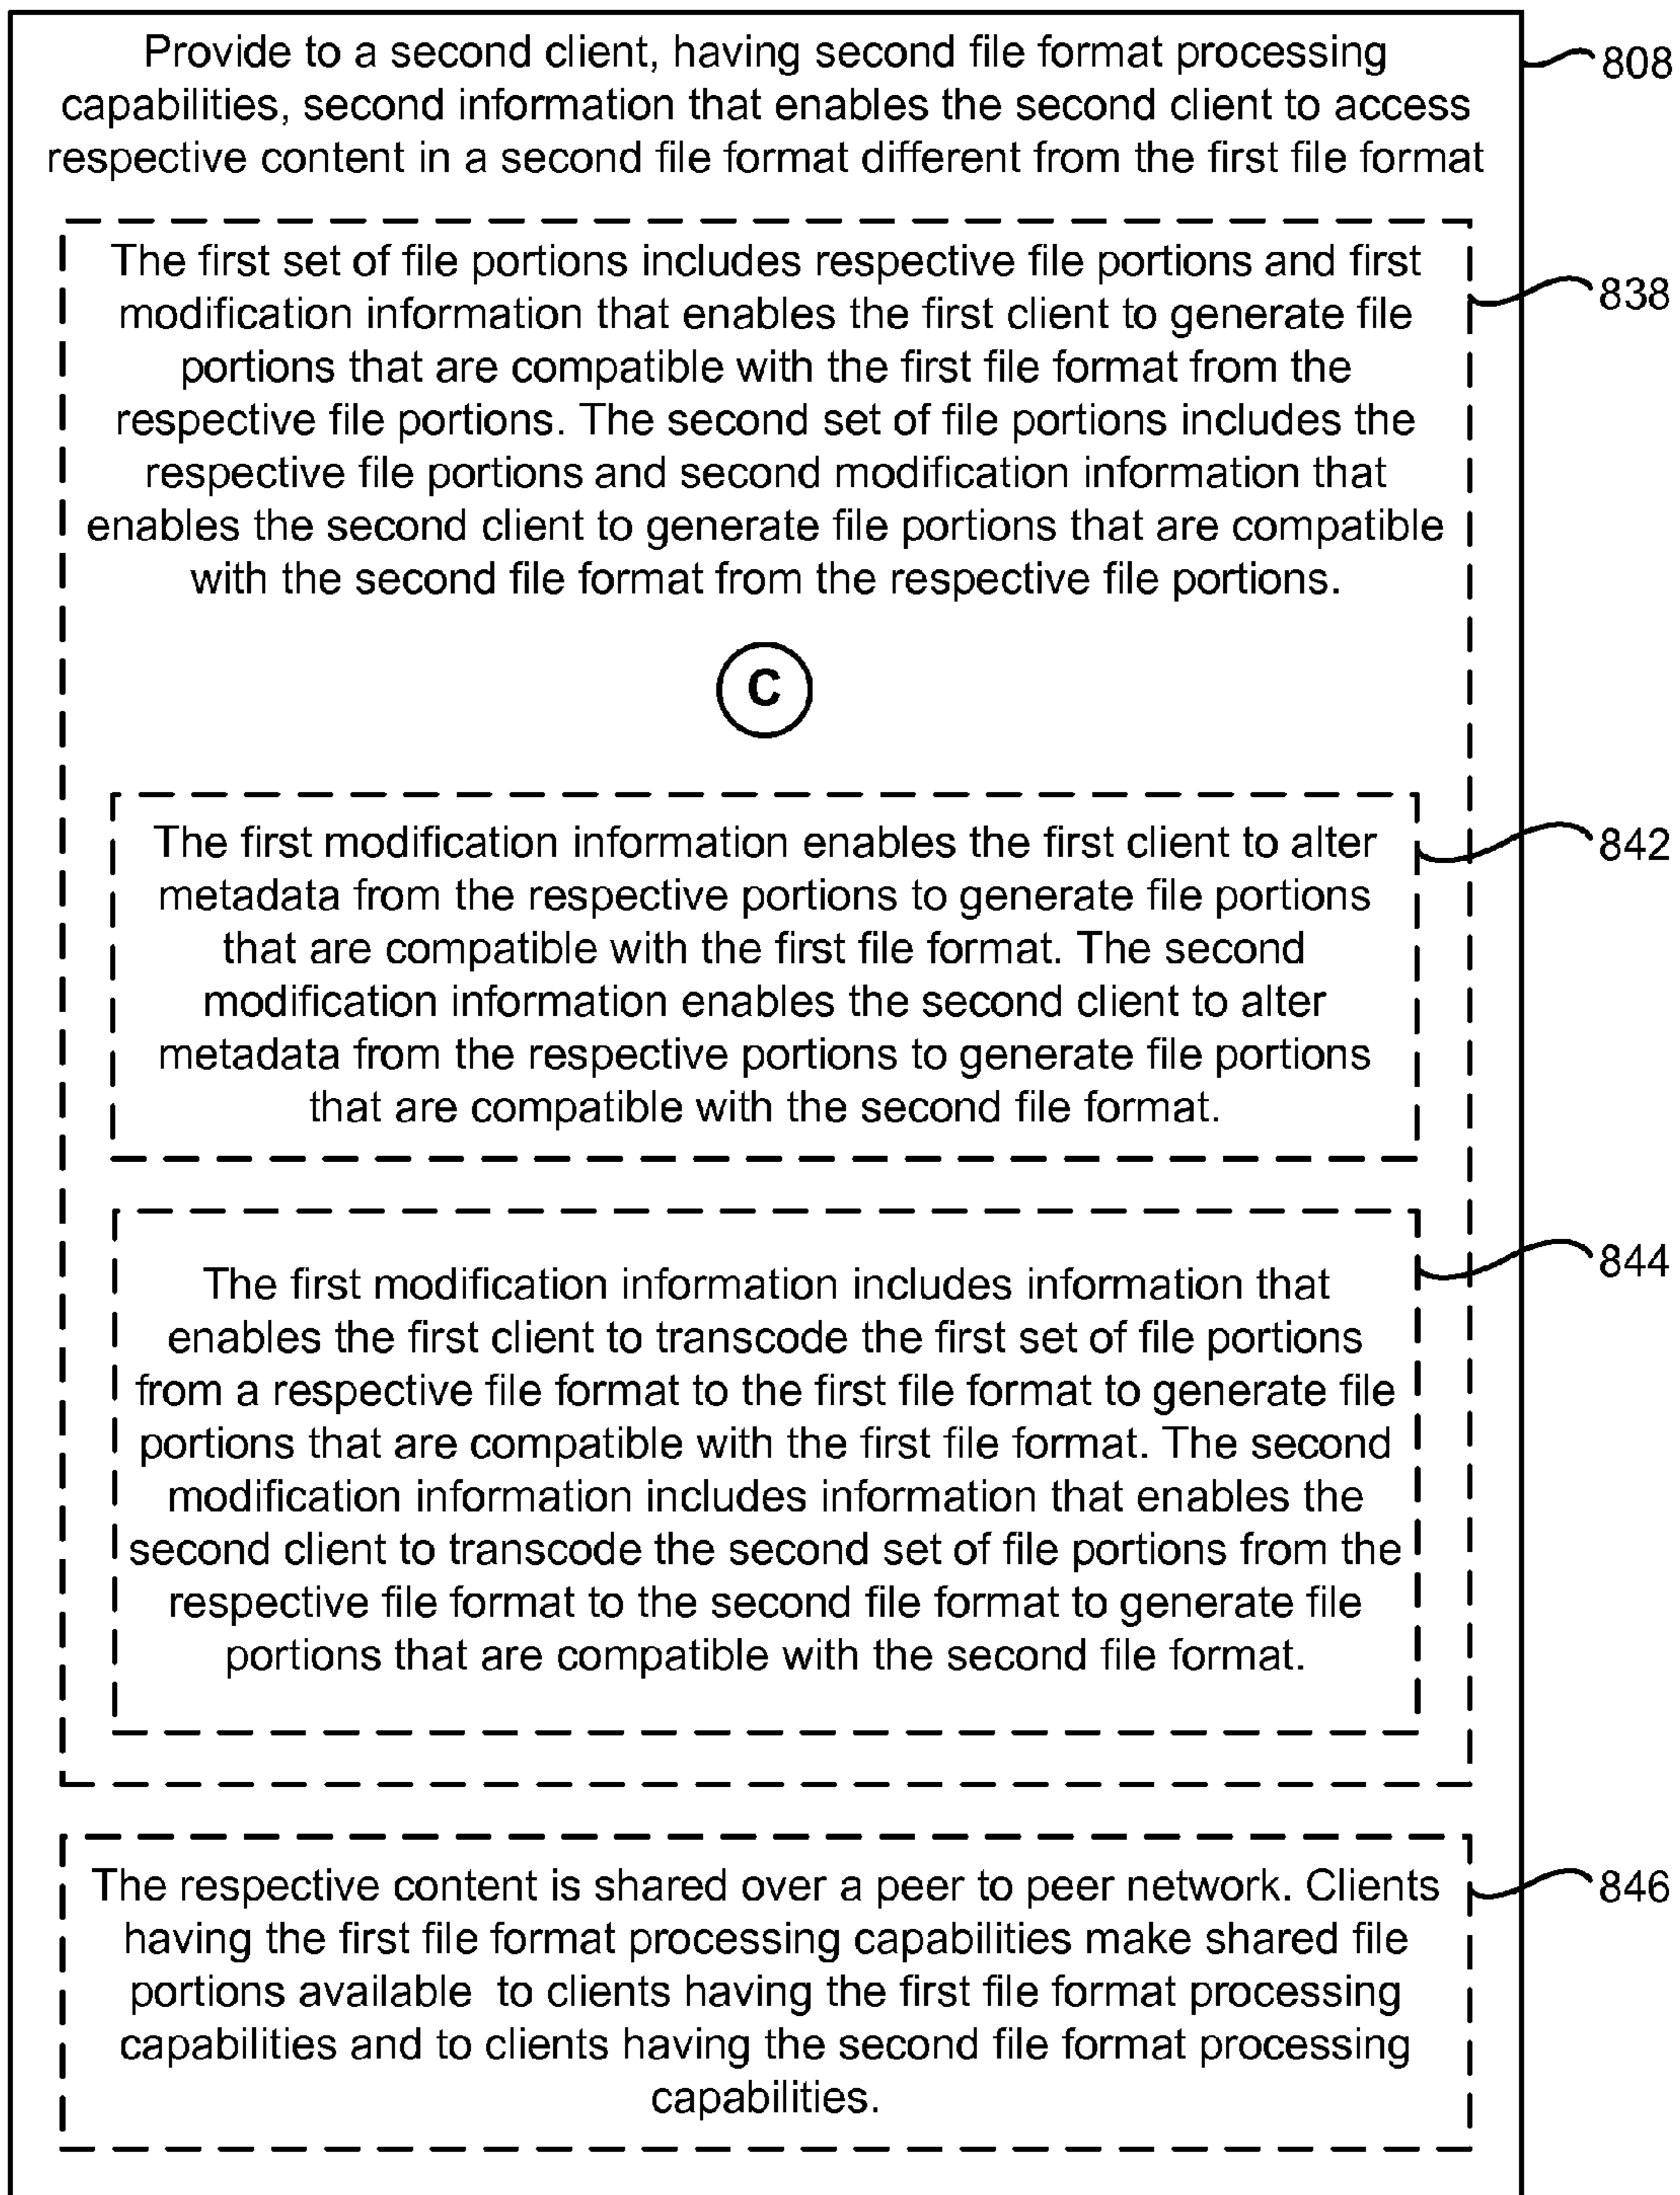 Provide to a second client, having second file format processing
capabilities, second information that enables the second client to access
respective content in a second file format different from the first file format
808
The first set of file portions includes respective file portions and first
modification information that enables the first client to generate file
portions that are compatible with the first file format from the
respective file portions. The second set of file portions includes the
respective file portions and second modification information that
enables the second client to generate file portions that are compatible
with the second file format from the respective file portions.
838
C
The first modification information enables the first client to alter
metadata from the respective portions to generate file portions
that are compatible with the first file format. The second
modification information enables the second client to alter
metadata from the respective portions to generate file portions
that are compatible with the second file format.
842
The first modification information includes information that
enables the first client to transcode the first set of file portions
from a respective file format to the first file format to generate file
portions that are compatible with the first file format. The second
modification information includes information that enables the
second client to transcode the second set of file portions from the
respective file format to the second file format to generate file
portions that are compatible with the second file format.
844
The respective content is shared over a peer to peer network. Clients
having the first file format processing capabilities make shared file
portions available  to clients having the first file format processing
capabilities and to clients having the second file format processing
capabilities.
846